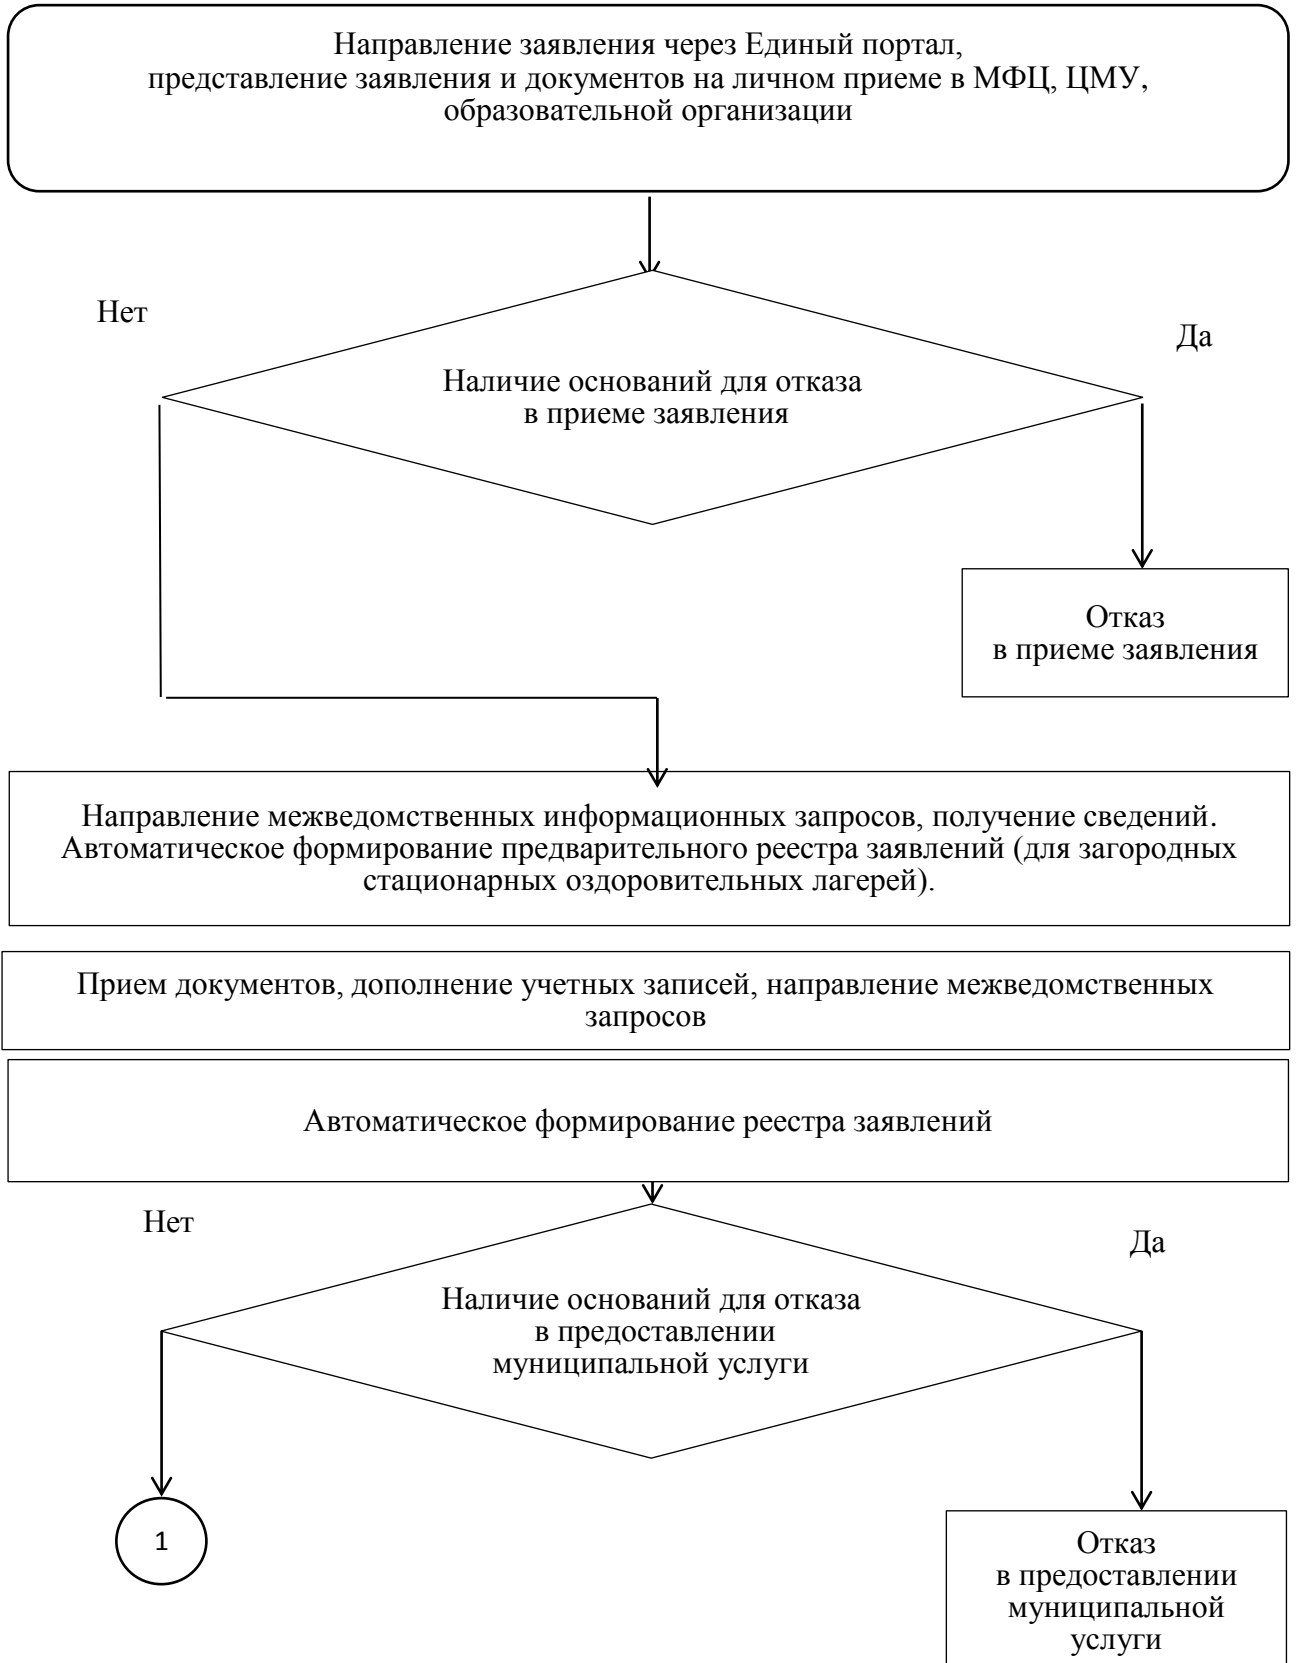 Направление заявления через Единый портал,
представление заявления и документов на личном приеме в МФЦ, ЦМУ,
образовательной организации
Нет
Да
Наличие оснований для отказа
в приеме заявления
Отказ
в приеме заявления
Направление межведомственных информационных запросов, получение сведений.
Автоматическое формирование предварительного реестра заявлений (для загородных
стационарных оздоровительных лагерей).
Прием документов, дополнение учетных записей, направление межведомственных
запросов
Автоматическое формирование реестра заявлений
Нет
Да
Наличие оснований для отказа
в предоставлении
муниципальной услуги
1
Отказ
в предоставлении
муниципальной
услуги